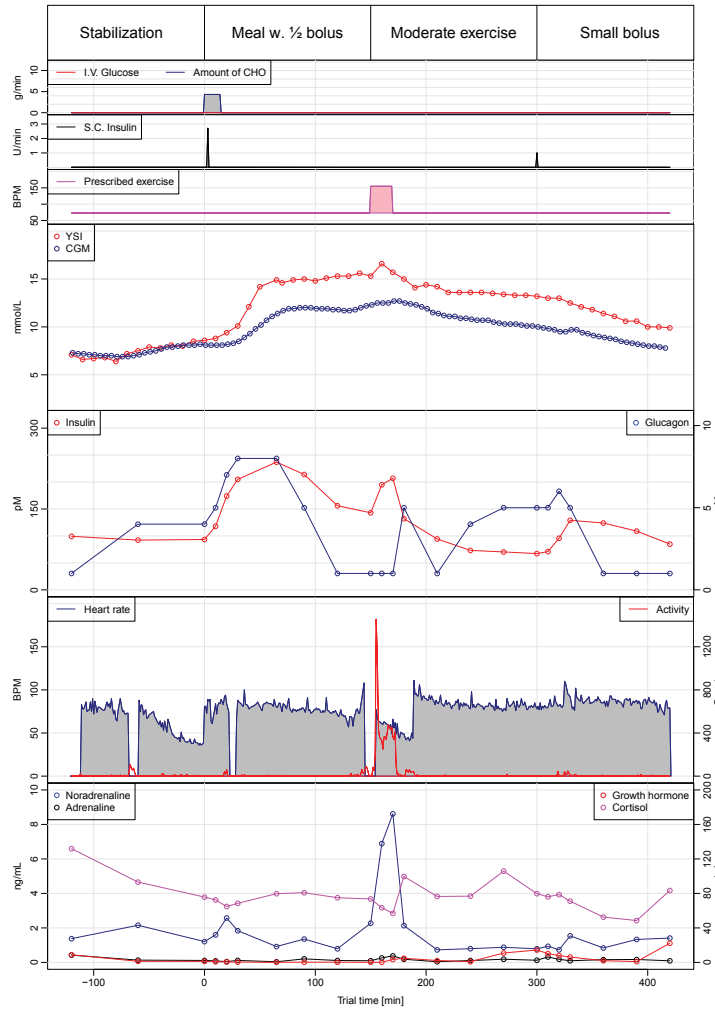 Stabilization Meal w. ½ bolus Moderate exercise Small bolus
I.V. Glucose Amount of CHO
g/min
0 5 10
S.C. Insulin
U/min
1 2 3
Prescribed exercise
BPM
50 150
YSI
CGM
mmol/L
5 10 15
Insulin Glucagon
pM
0 150 300
0 5 10
Heart rate Activity
BPM
0 50 100 150
0 400 800 1200
Noradrenaline Growth hormone
Adrenaline Cortisol
ng/mL
0 2 4 6 8 10
0 40 80 120 160 200
−100 0 100 200 300 400
Trial time [min]